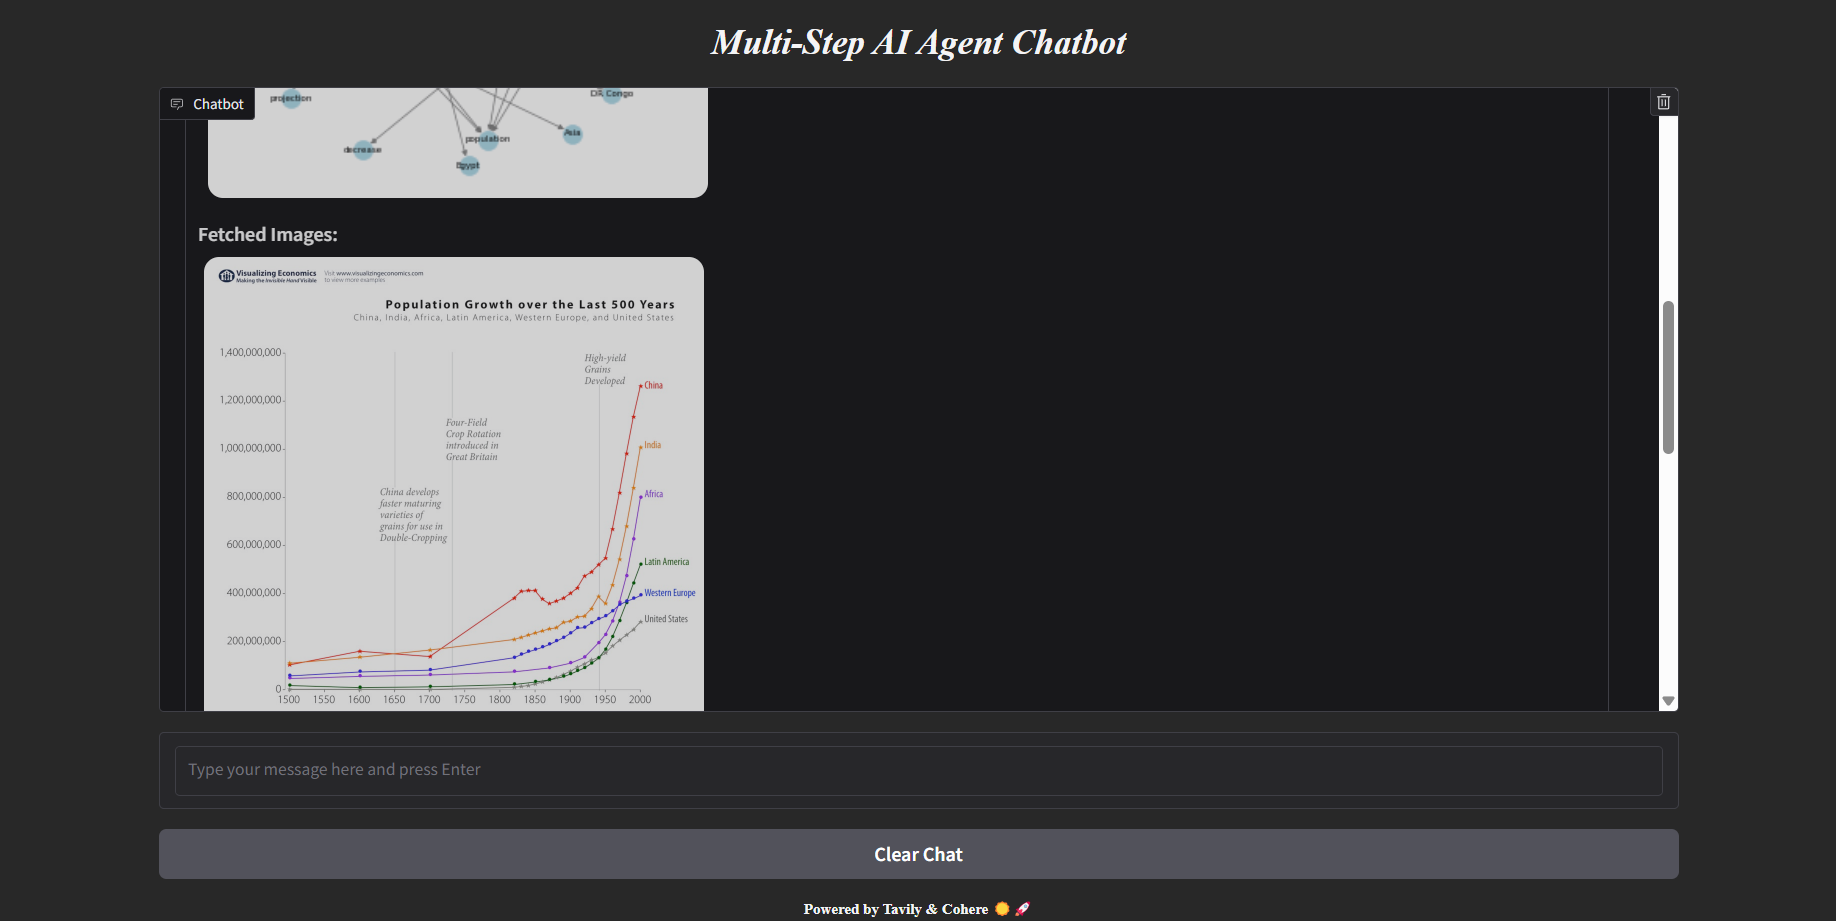 Multi-Step AI Agent Chatbot
Chatbot
projection
DR Congo
decrease
population
Asia
Egypt
Fetched Images:
Visualizing Economics
Making the Invisible Hand Visible
Visit www.visualizingeconomics.com
to view more examples
Population Growth over the Last 500 Years
China, India, Africa, Latin America, Western Europe, and United States
1,400,000,000
1,200,000,000
1,000,000,000
800,000,000
600,000,000
400,000,000
200,000,000
0
High-yield
Grains
Developed
Four-Field
Crop Rotation
introduced in
Great Britain
China develops
faster maturing
varieties of
grains for use in
Double-Cropping
China
India
Africa
Latin America
Western Europe
United States
1500 1550 1600 1650 1700 1750 1800 1850 1900 1950 2000
Type your message here and press Enter
Clear Chat
Powered by Tavily & Cohere ☀️ 🚀